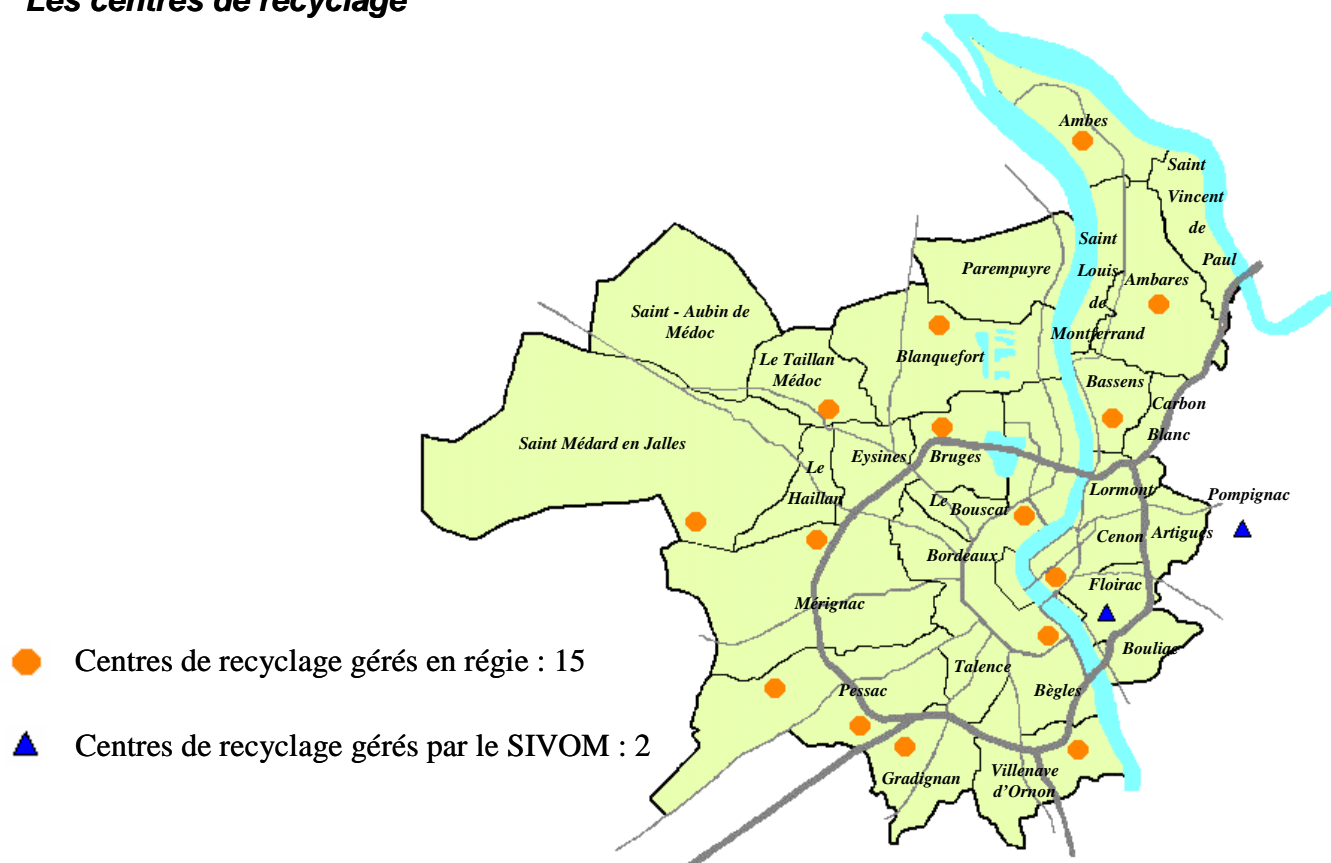 Les centres de recyclage
Ambes
Saint
Vincent
de
Paul
Saint
Louis
de
Montferrand
Ambares
Parempuyre
Saint - Aubin de
Médoc
Le Taillan
Médoc
Blanquefort
Bassens
Carbon
Blanc
Saint Médard en Jalles
Le
Haillan
Eysines
Bruges
Le
Bouscat
Lormont
Pompignac
Cenon
Artigues
Bordeaux
Floirac
Mérignac
Bouliac
Centres de recyclage gérés en régie : 15
Talence
Pessac
Bègles
Centres de recyclage gérés par le SIVOM : 2
Gradignan
Villenave
d'Ornon